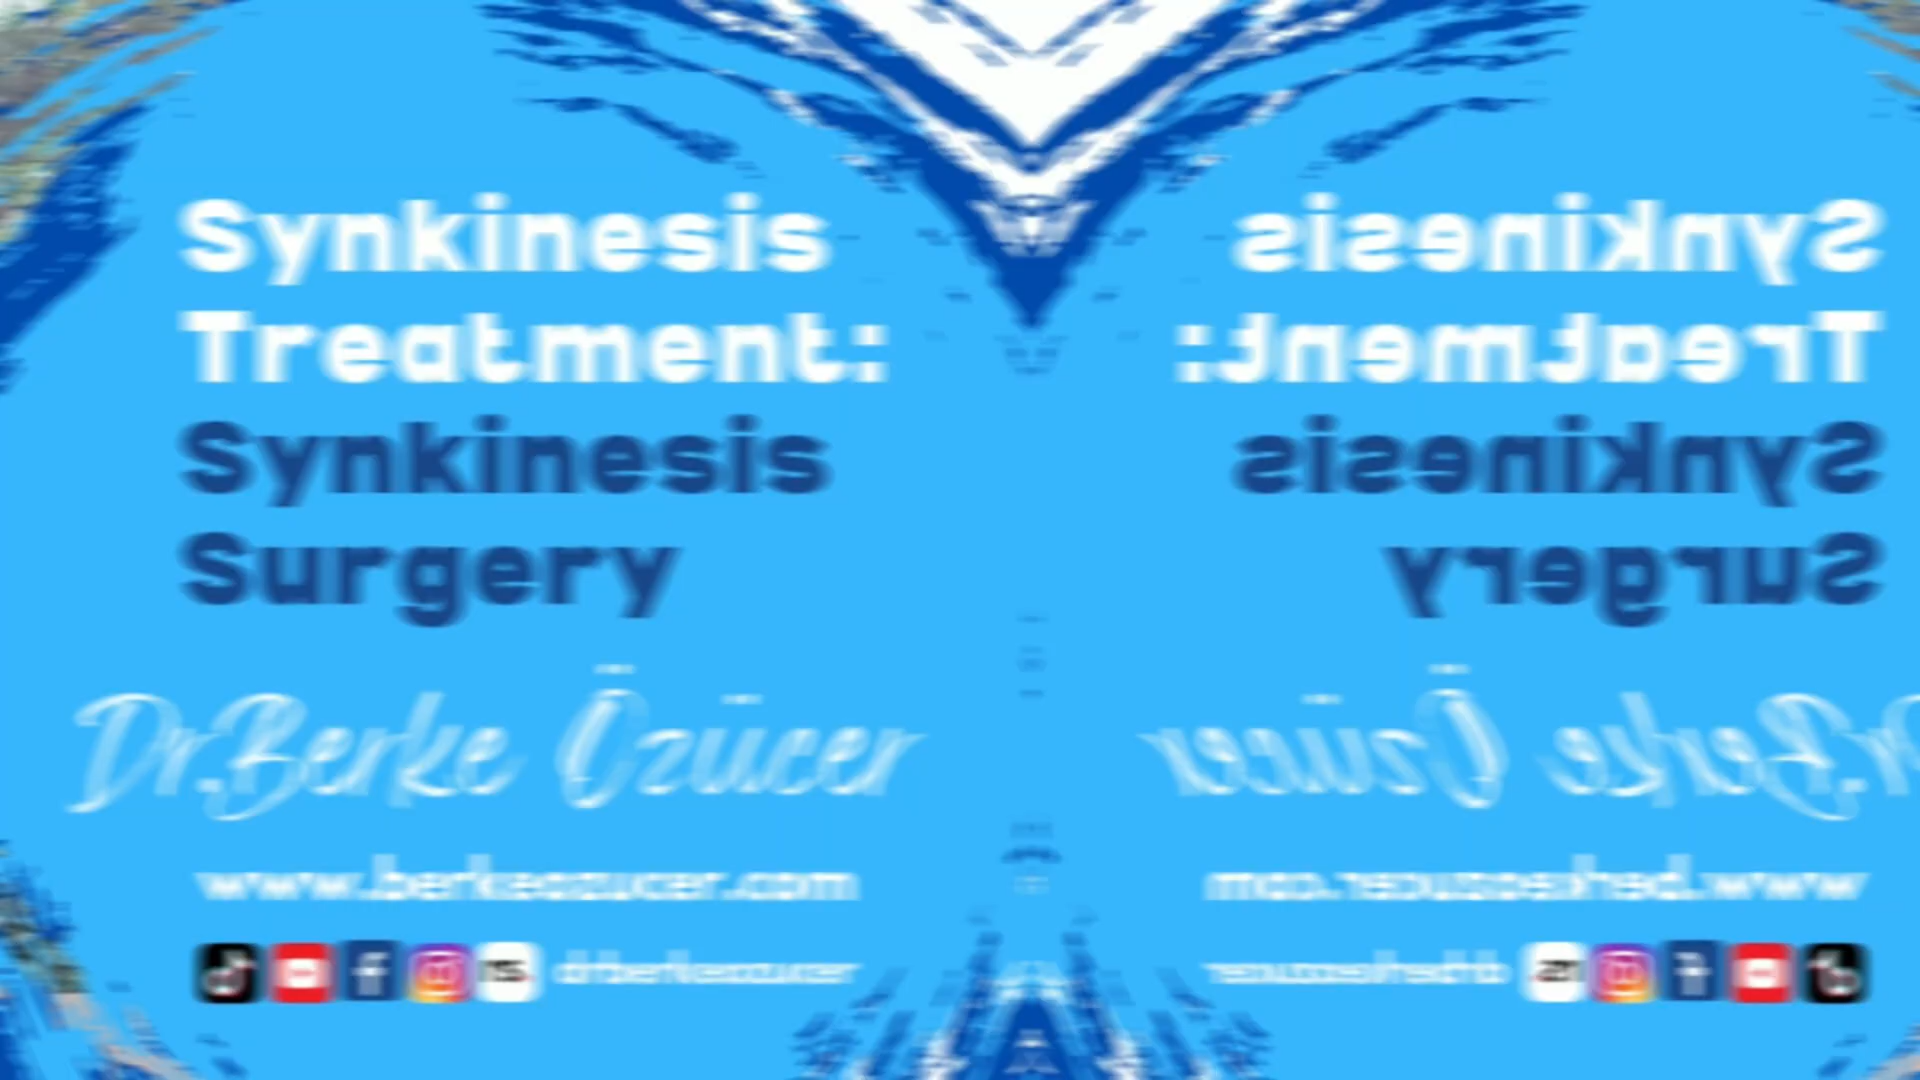 Synkinesis
Treatment:
Synkinesis
Surgery
Dr.Berke Özücer
www.berkeozucer.com
drberkeozucer